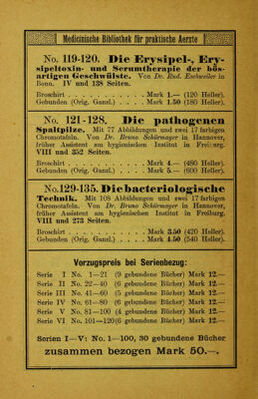 Medicinische Bibliothek für praktische Aerzte
No. 119-120. Die Erysipel-, Ery-
sipeltoxin- und Serumtherapie der bös-
artigen Geschwülste. Von Dr. Rud. Eschweiler in
Bonn. IV und 138 Seiten.
Broschirt . . . . . . Mark 1.— (120 Heller).
Gebunden (Orig. Ganzl.) . . . Mark 1.50 (180 Heller).
No. 121-128. Die pathogenen
Spaltpilze. Mit 77 Abbildungen und zwei 17 farbigen
Chromotafeln. Von Dr. Bruno Schürmayer in Hannover,
früher Assistent am hygienischen Institut in Freiburg.
VIII und 352 Seiten.
Broschirt . . . . . . Mark 4.— (480 Heller).
Gebunden (Orig. Ganzl.) . . . Mark 5.— (600 Heller).
No. 129-135. Die bacteriologische
Technik. Mit 108 Abbildungen und zwei 17 farbigen
Chromotafeln. Von Dr. Bruno Schürmayer in Hannover,
früher Assistent am hygienischen Institut in Freiburg.
VIII und 273 Seiten.
Broschirt . . . . . . Mark 3.50 (420 Heller).
Gebunden (Orig. Ganzl.) . . . Mark 4.50 (540 Heller).
Vorzugspreis bei Serienbezug:
Serie I No. 1—21 (9 gebundene Bücher) Mark 12.—
Serie II No. 22—40 (6 gebundene Bücher) Mark 12.—
Serie III No. 41—60 (5 gebundene Bücher) Mark 12.—
Serie IV No. 61—80 (6 gebundene Bücher) Mark 12.—
Serie V No. 81—100 (4 gebundene Bücher) Mark 12.—
Serie VI No. 101—120 (6 gebundene Bücher) Mark 12.—
Serien I—V: No. 1—100, 30 gebundene Bücher
zusammen bezogen Mark 50.—.